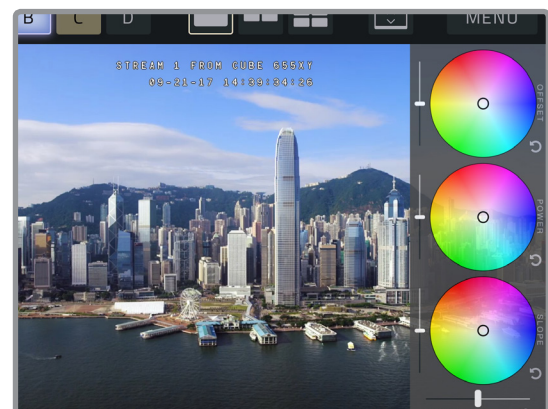 B C D MENU
STREAM 1 FROM CUBE 655XY
09-21-17 14:39:34:26
OFFSET
POWER
SLOPE